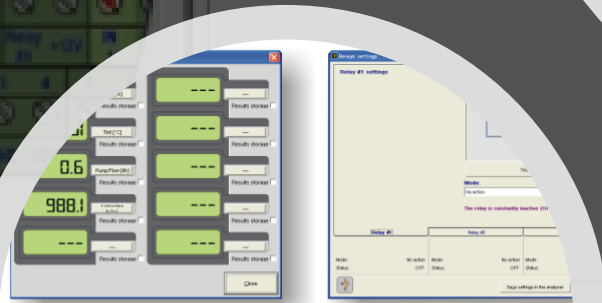 Relay +12V
Results storage
--- ---
Results storage
Tint [°C]
Results storage
--- ---
Results storage
0.6 Pump Flow [l/h]
Results storage
--- ---
Results storage
988.1
Results storage
--- ---
Results storage
--- ---
Results storage
--- ---
Results storage
Close
Relays' settings
Relay #1 settings
Mode:
No action
The relay is constantly inactive
Relay #1
Relay #2
Mode: No action
Status: OFF
Mode: No action
Status: OFF
Mode:
Status:
Save settings in the analyser